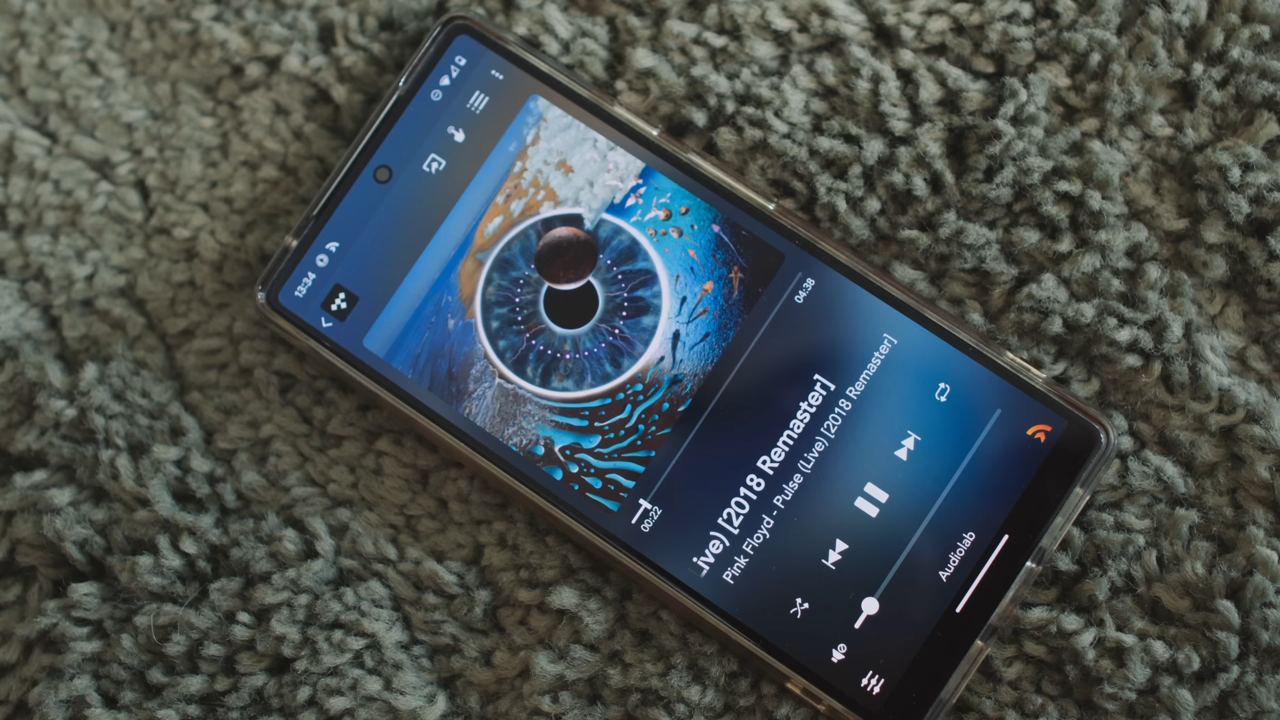 13:34
00:22
04:38
ive) [2018 Remaster]
Pink Floyd - Pulse (Live) [2018 Remaster]
Audiolab